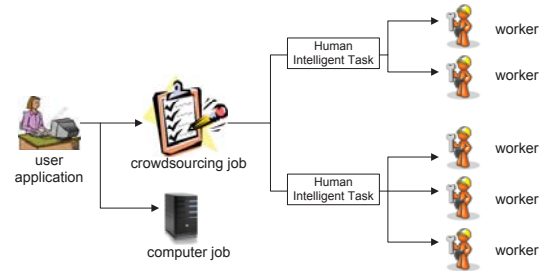 Human
Intelligent Task
worker
worker
user
application
crowdsourcing job
computer job
Human
Intelligent Task
worker
worker
worker